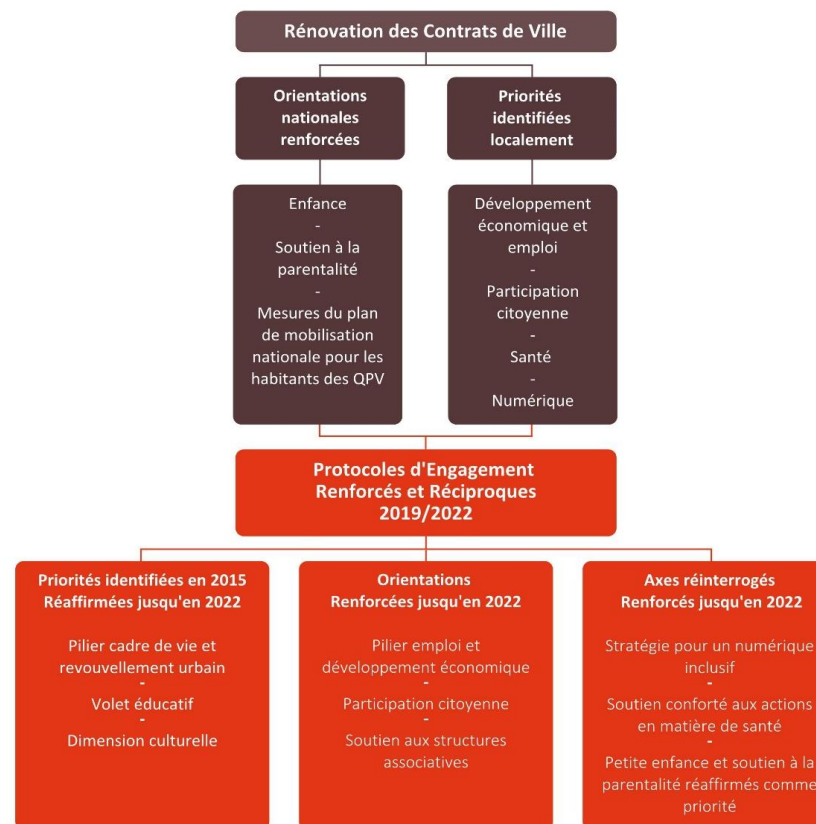 Rénovation des Contrats de Ville
Orientations
nationales
renforcées
Priorités
identifiées
localement
Enfance
-
Soutien à la
parentalité
-
Mesures du plan
de mobilisation
nationale pour les
habitants des QPV
Développement
économique et
emploi
-
Participation
citoyenne
-
Santé
-
Numérique
Protocoles d'Engagement
Renforcés et Réciproques
2019/2022
Priorités identifiées en 2015
Réaffirmées jusqu'en 2022
Pilier cadre de vie et
revouvellement urbain
-
Volet éducatif
-
Dimension culturelle
Orientations
Renforcées jusqu'en 2022
Pilier emploi et
développement économique
-
Participation citoyenne
-
Soutien aux structures
associatives
Axes réinterrogés
Renforcés jusqu'en 2022
Stratégie pour un numérique
inclusif
-
Soutien conforté aux actions
en matière de santé
-
Petite enfance et soutien à la
parentalité réaffirmés comme
priorité